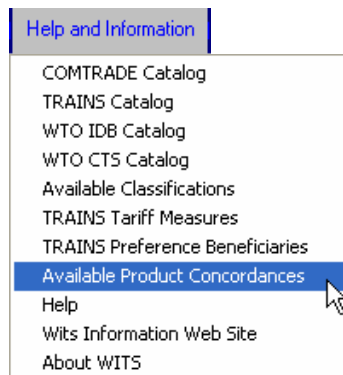 Help and Information
COMTRADE Catalog
TRAINS Catalog
WTO IDB Catalog
WTO CTS Catalog
Available Classifications
TRAINS Tariff Measures
TRAINS Preference Beneficiaries
Available Product Concordances
Help
Wits Information Web Site
About WITS